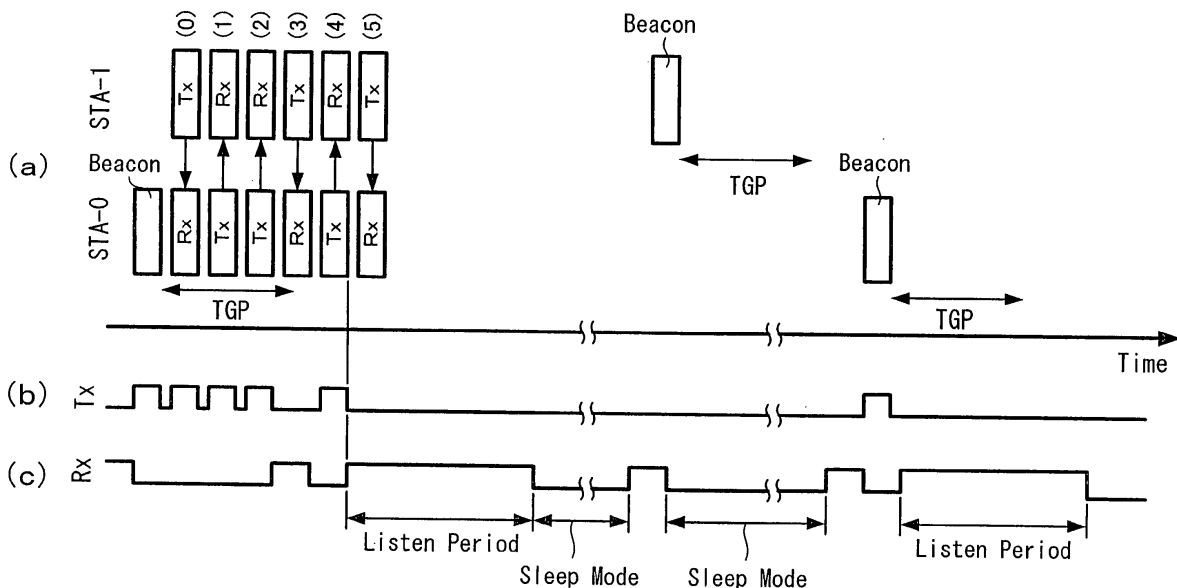 (0) (1) (2) (3) (4) (5)
Beacon
STA-1
Tx Rx Rx Tx Rx Tx
(a)
Beacon
TGP
Beacon
STA-0
Rx Tx Tx Rx Tx Rx
TGP
TGP
Time
(b) Tx
(c) Rx
Listen Period
Sleep Mode
Sleep Mode
Listen Period